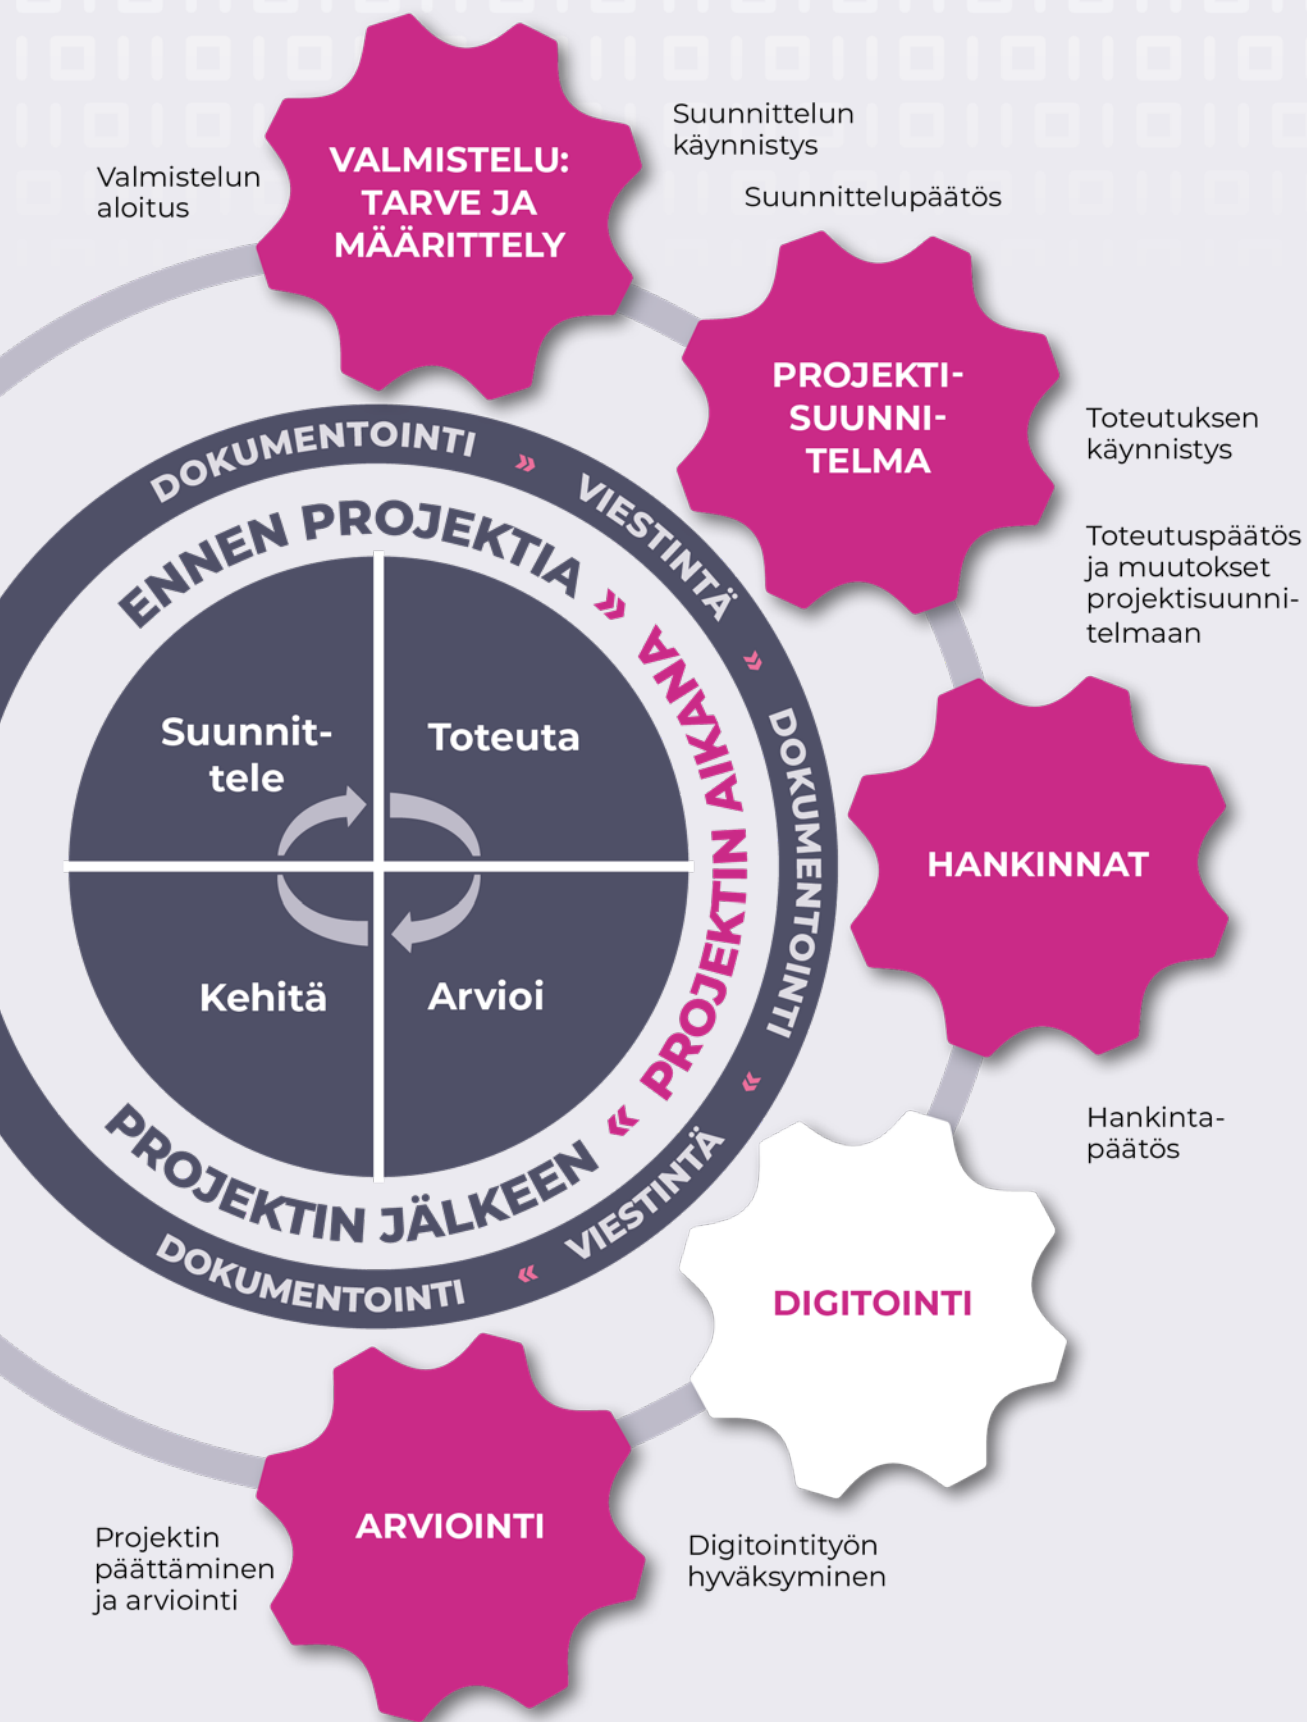 Valmistelun
aloitus
VALMISTELU:
TARVE JA
MÄÄRITTELY
Suunnittelun
käynnistys
Suunnittelupäätös
PROJEKTI-
SUUNNI-
TELMA
Toteutuksen
käynnistys
Toteutuspäätös
ja muutokset
projektisuunni-
telmaan
HANKINNAT
Hankinta-
päätös
DIGITOINTI
Digitointityön
hyväksyminen
ARVIOINTI
Projektin
päättäminen
ja arviointi
DOKUMENTOINTI » VIESTINTÄ » DOKUMENTOINTI » VIESTINTÄ » DOKUMENTOINTI
ENNEN PROJEKTIA » PROJEKTIN AIKANA » PROJEKTIN JÄLKEEN
Suunnit-
tele
Toteuta
Arvioi
Kehitä